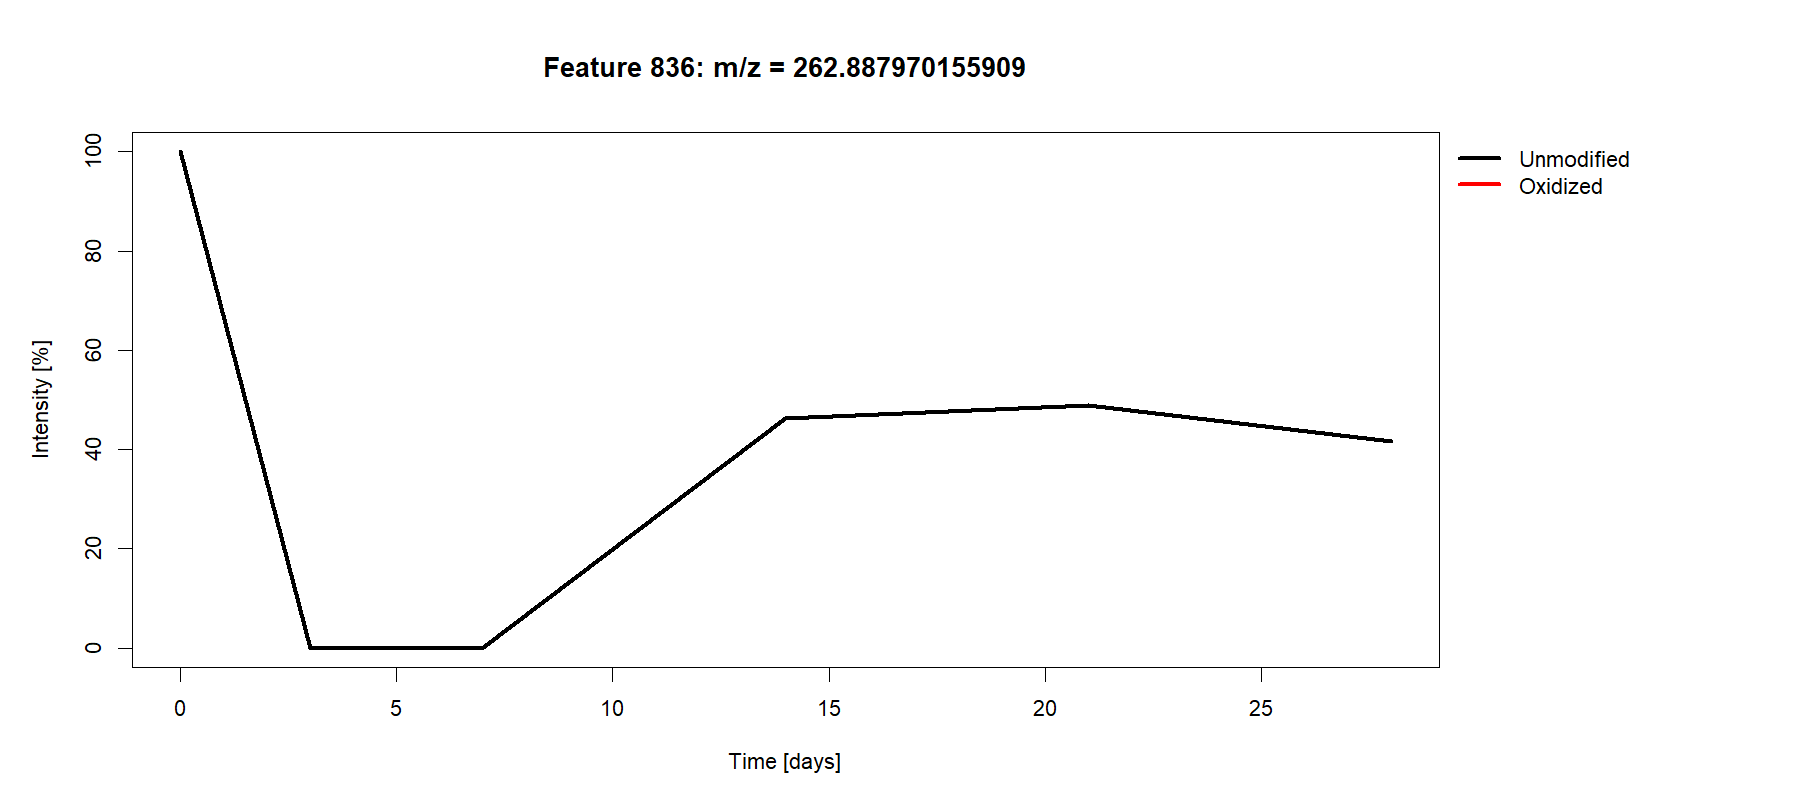 Feature 836: m/z = 262.887970155909
Unmodified
Oxidized
Intensity [%]
100
80
60
40
20
0
0 5 10 15 20 25
Time [days]